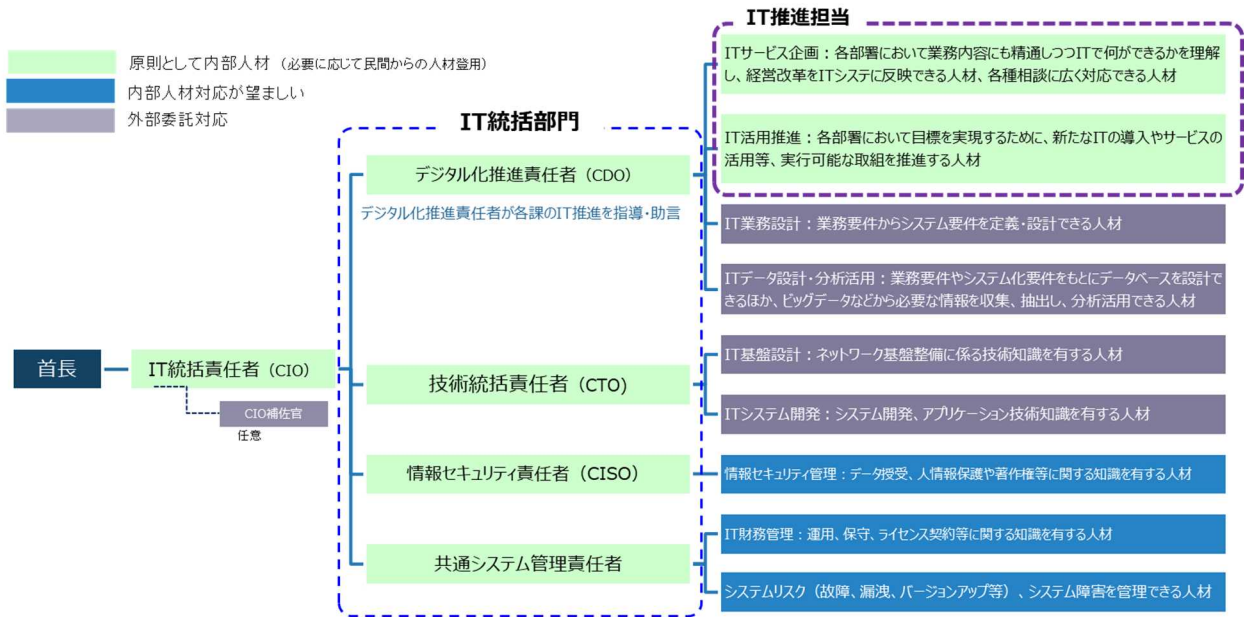 IT推進担当
原則として内部人材（必要に応じて民間からの人材登用）
内部人材対応が望ましい
外部委託対応
IT統括部門
ITサービス企画：各部署において業務内容にも精通しつつITで何ができるかを理解
し、経営改革をITシステに反映できる人材、各種相談に広く対応できる人材
IT活用推進：各部署において目標を実現するために、新たなITの導入やサービスの
活用等、実行可能な取組を推進する人材
デジタル化推進責任者（CDO）
デジタル化推進責任者が各課のIT推進を指導・助言
IT業務設計：業務要件からシステム要件を定義・設計できる人材
ITデータ設計・分析活用：業務要件やシステム化要件をもとにデータベースを設計で
きるほか、ビッグデータなどから必要な情報を収集、抽出し、分析活用できる人材
首長
IT統括責任者（CIO）
CIO補佐官
任意
技術統括責任者（CTO）
IT基盤設計：ネットワーク基盤整備に係る技術知識を有する人材
ITシステム開発：システム開発、アプリケーション技術知識を有する人材
情報セキュリティ責任者（CISO）
情報セキュリティ管理：データ授受、人情報保護や著作権等に関する知識を有する人材
共通システム管理責任者
IT財務管理：運用、保守、ライセンス契約等に関する知識を有する人材
システムリスク（故障、漏洩、バージョンアップ等）、システム障害を管理できる人材